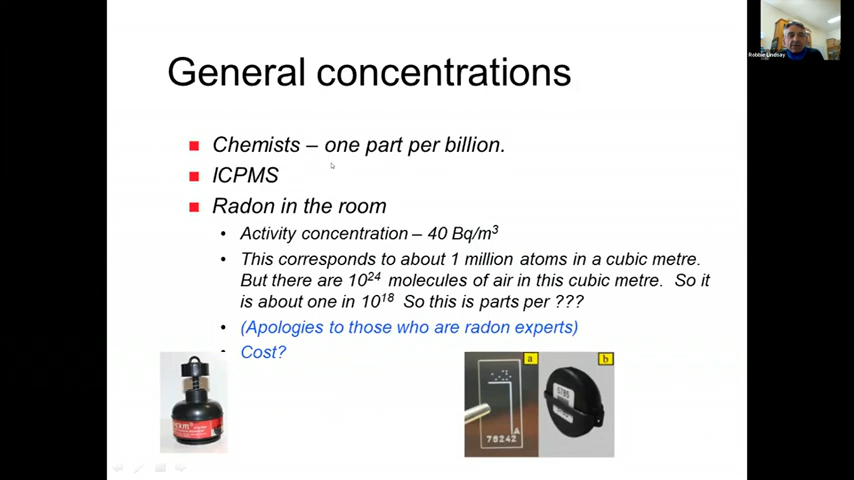 Robbie Lindsay
General concentrations
Chemists – one part per billion.
ICPMS
Radon in the room
Activity concentration – 40 Bq/m³
This corresponds to about 1 million atoms in a cubic metre.
But there are 10²⁴ molecules of air in this cubic metre. So it
is about one in 10¹⁸ So this is parts per ???
(Apologies to those who are radon experts)
Cost?
a
b
A
76242